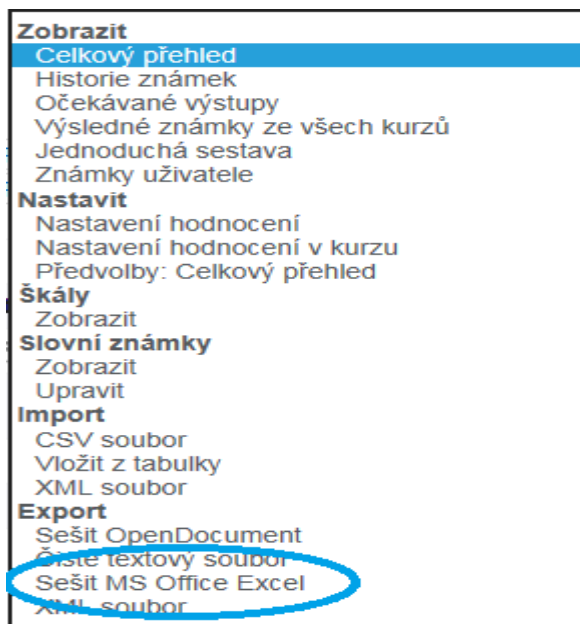 Zobrazit
Celkový přehled
Historie známek
Očekávané výstupy
Výsledné známky ze všech kurzů
Jednoduchá sestava
Známky uživatele
Nastavit
Nastavení hodnocení
Nastavení hodnocení v kurzu
Předvolby: Celkový přehled
Škály
Zobrazit
Slovní známky
Zobrazit
Upravit
Import
CSV soubor
Vložit z tabulky
XML soubor
Export
Sešit OpenDocument
Čistě textový soubor
Sešit MS Office Excel
XML soubor